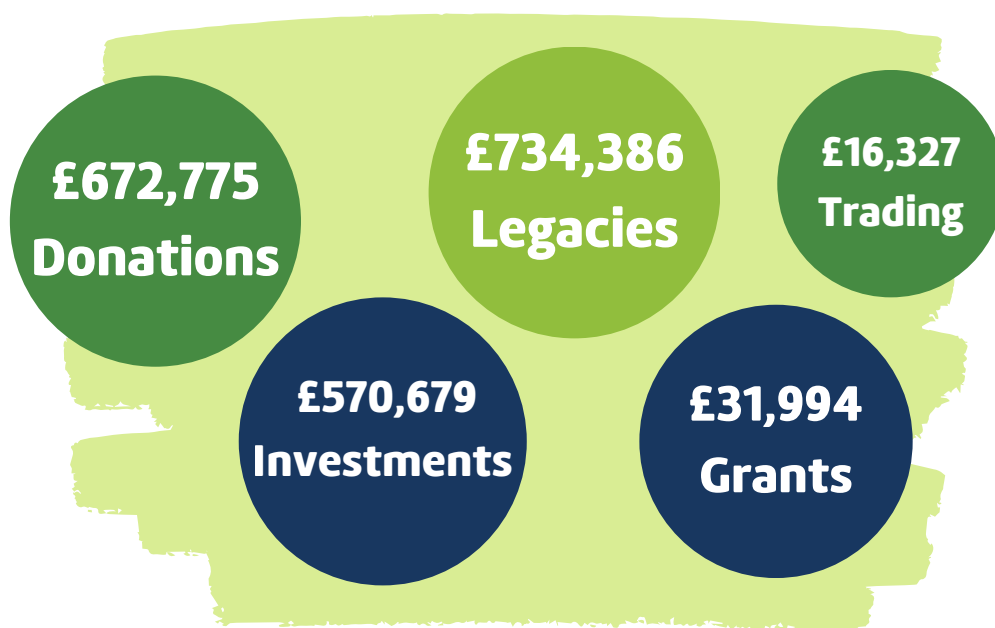 £672,775
Donations
£734,386
Legacies
£16,327
Trading
£570,679
Investments
£31,994
Grants